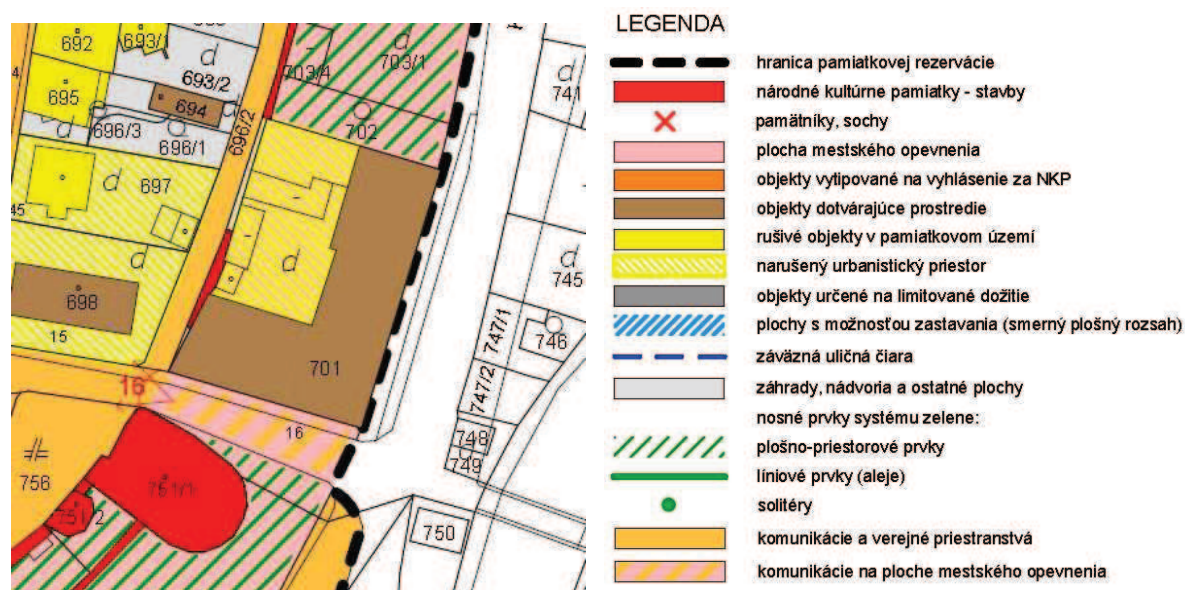 692
693/1
d
703/1
703/4
693/2
d
741
695
694
d
d
696/3
696/1
696/2
702
d
697
45
d
d
745
698
15
747/1
746
701
747/2
16
16
748
749
756
751/1
751/2
750
LEGENDA
hranica pamiatkovej rezervácie
národné kultúrne pamiatky - stavby
pamätníky, sochy
plocha mestského opevnenia
objekty vytipované na vyhlásenie za NKP
objekty dotvárajúce prostredie
rušivé objekty v pamiatkovom území
narušený urbanistický priestor
objekty určené na limitované dožitie
plochy s možnosťou zastavania (smerný plošný rozsah)
záväzná uličná čiara
záhrady, nádvoria a ostatné plochy
nosné prvky systému zelene:
plošno-priestorové prvky
líniové prvky (aleje)
solitéry
komunikácie a verejné priestranstvá
komunikácie na ploche mestského opevnenia